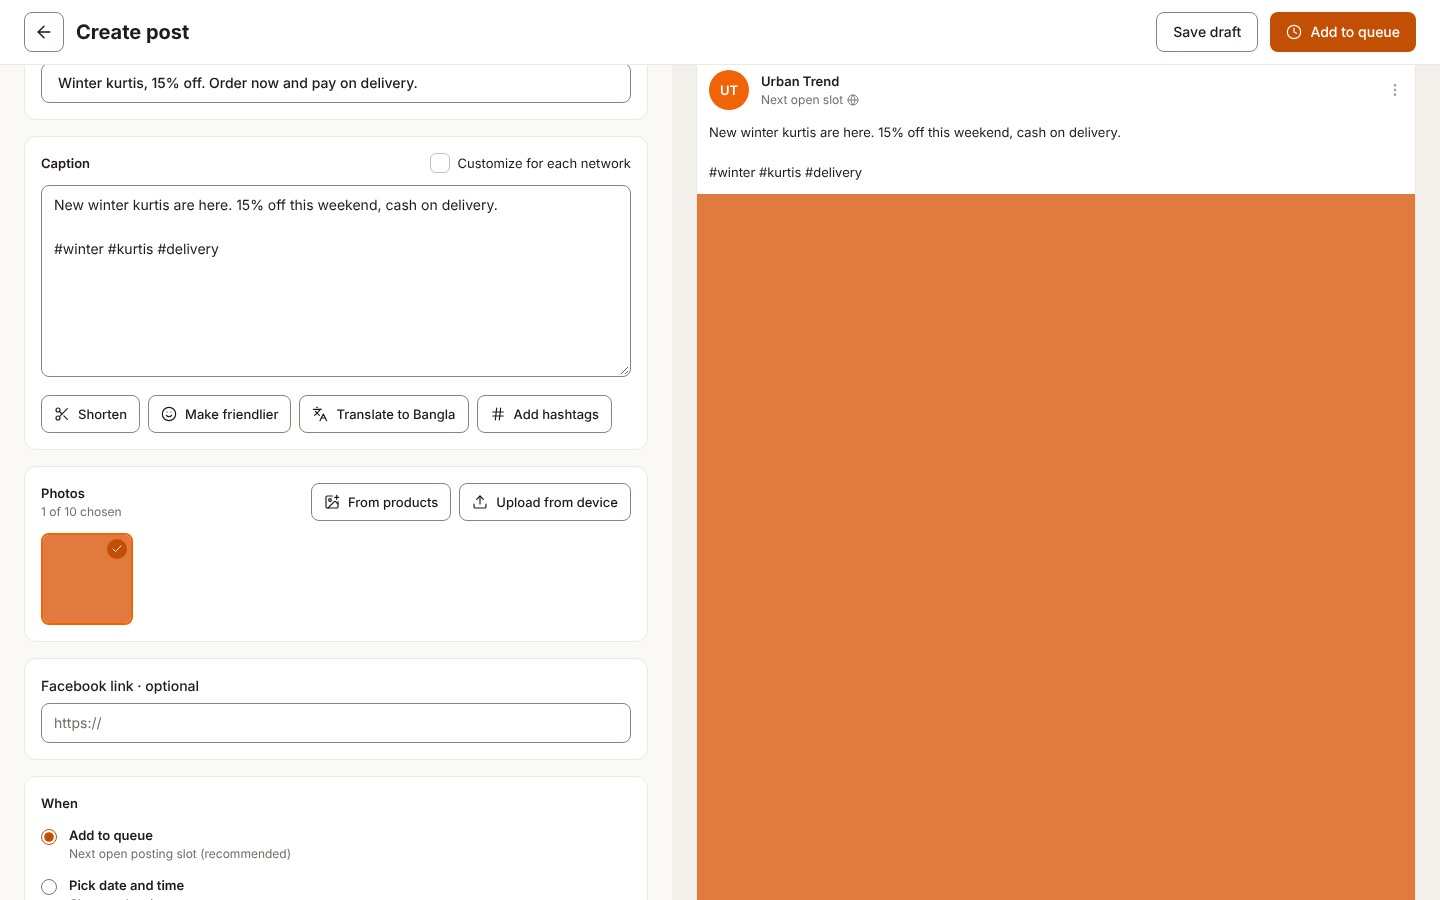 Create post
Save draft
Add to queue
Winter kurtis, 15% off. Order now and pay on delivery.
Caption
Customize for each network
New winter kurtis are here. 15% off this weekend, cash on delivery.
#winter #kurtis #delivery
Shorten
Make friendlier
Translate to Bangla
Add hashtags
Photos
1 of 10 chosen
From products
Upload from device
Facebook link · optional
https://
When
Add to queue
Next open posting slot (recommended)
Pick date and time
UT
Urban Trend
Next open slot
New winter kurtis are here. 15% off this weekend, cash on delivery.
#winter #kurtis #delivery